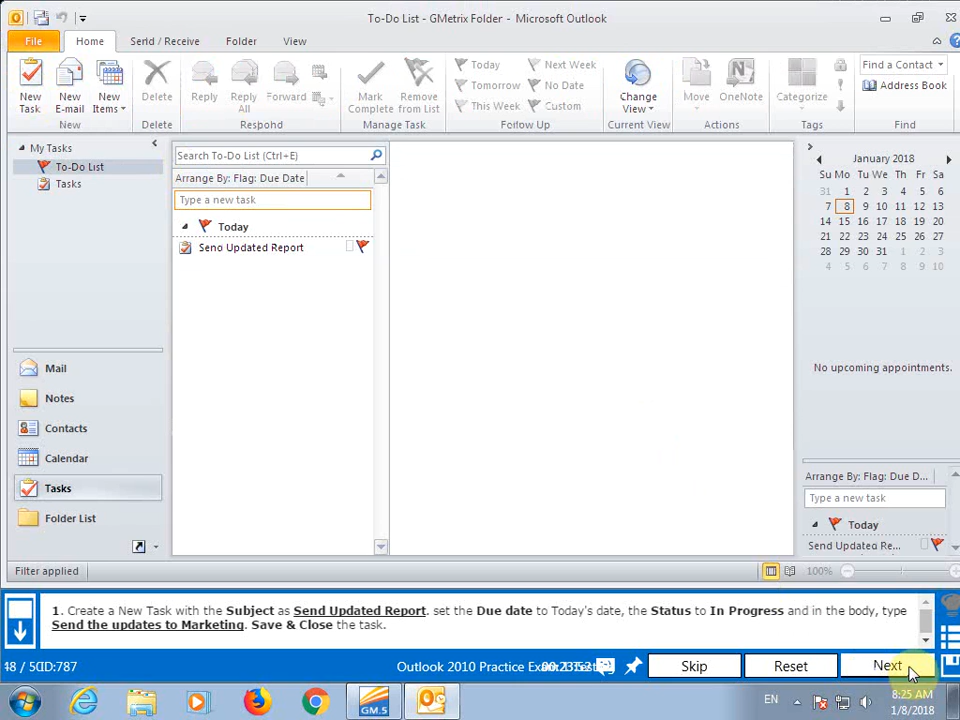 To-Do List - GMetrix Folder - Microsoft Outlook
File Home Send / Receive Folder View
New Task
New E-mail
New Items
New
Delete
Delete
Reply
Reply All
Forward
Respond
Mark Complete
Remove from List
Manage Task
Today
Tomorrow
This Week
Next Week
No Date
Custom
Follow Up
Change View
Current View
Move
OneNote
Actions
Categorize
Tags
Find a Contact
Address Book
Find
My Tasks
To-Do List
Tasks
Search To-Do List (Ctrl+E)
Arrange By: Flag: Due Date
Type a new task
Today
Send Updated Report
January 2018
Su Mo Tu We Th Fr Sa
31 1 2 3 4 5 6
7 8 9 10 11 12 13
14 15 16 17 18 19 20
21 22 23 24 25 26 27
28 29 30 31 1 2 3
4 5 6 7 8 9 10
No upcoming appointments.
Arrange By: Flag: Due D...
Type a new task
Today
Send Updated Re...
Mail
Notes
Contacts
Calendar
Tasks
Folder List
Filter applied
100%
1. Create a New Task with the Subject as Send Updated Report. set the Due date to Today's date, the Status to In Progress and in the body, type
Send the updates to Marketing. Save & Close the task.
48 / 50 ID:787
Outlook 2010 Practice
Skip Reset Next
GM.5
EN
8:25 AM
1/8/2018